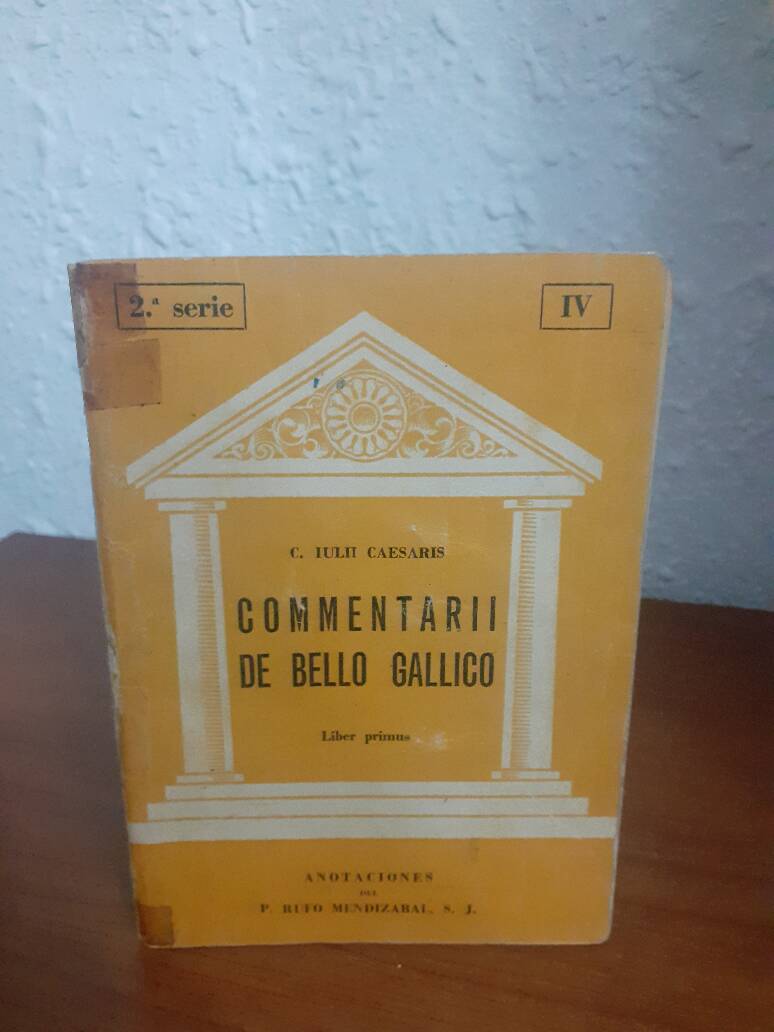 2.ª serie
IV
C. IULII CAESARIS
COMMENTARII
DE BELLO GALLICO
Liber primus
ANOTACIONES
DEL
P. RUFO MENDIZABAL, S. J.